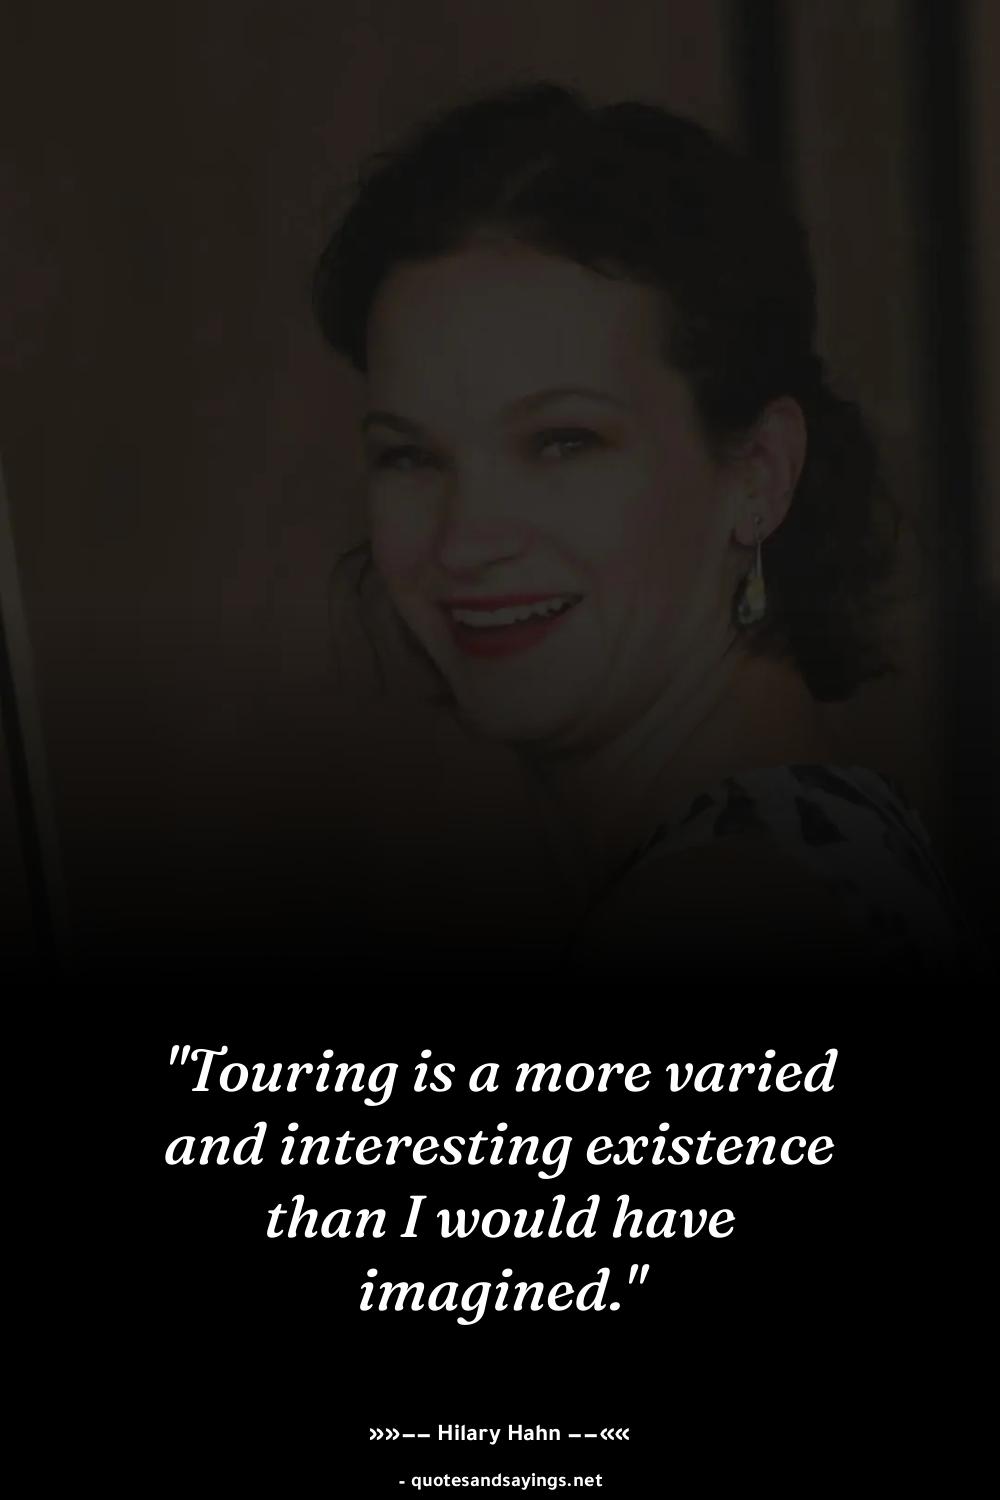 "Touring is a more varied
and interesting existence
than I would have
imagined."
»»–– Hilary Hahn ––««
- quotesandsayings.net